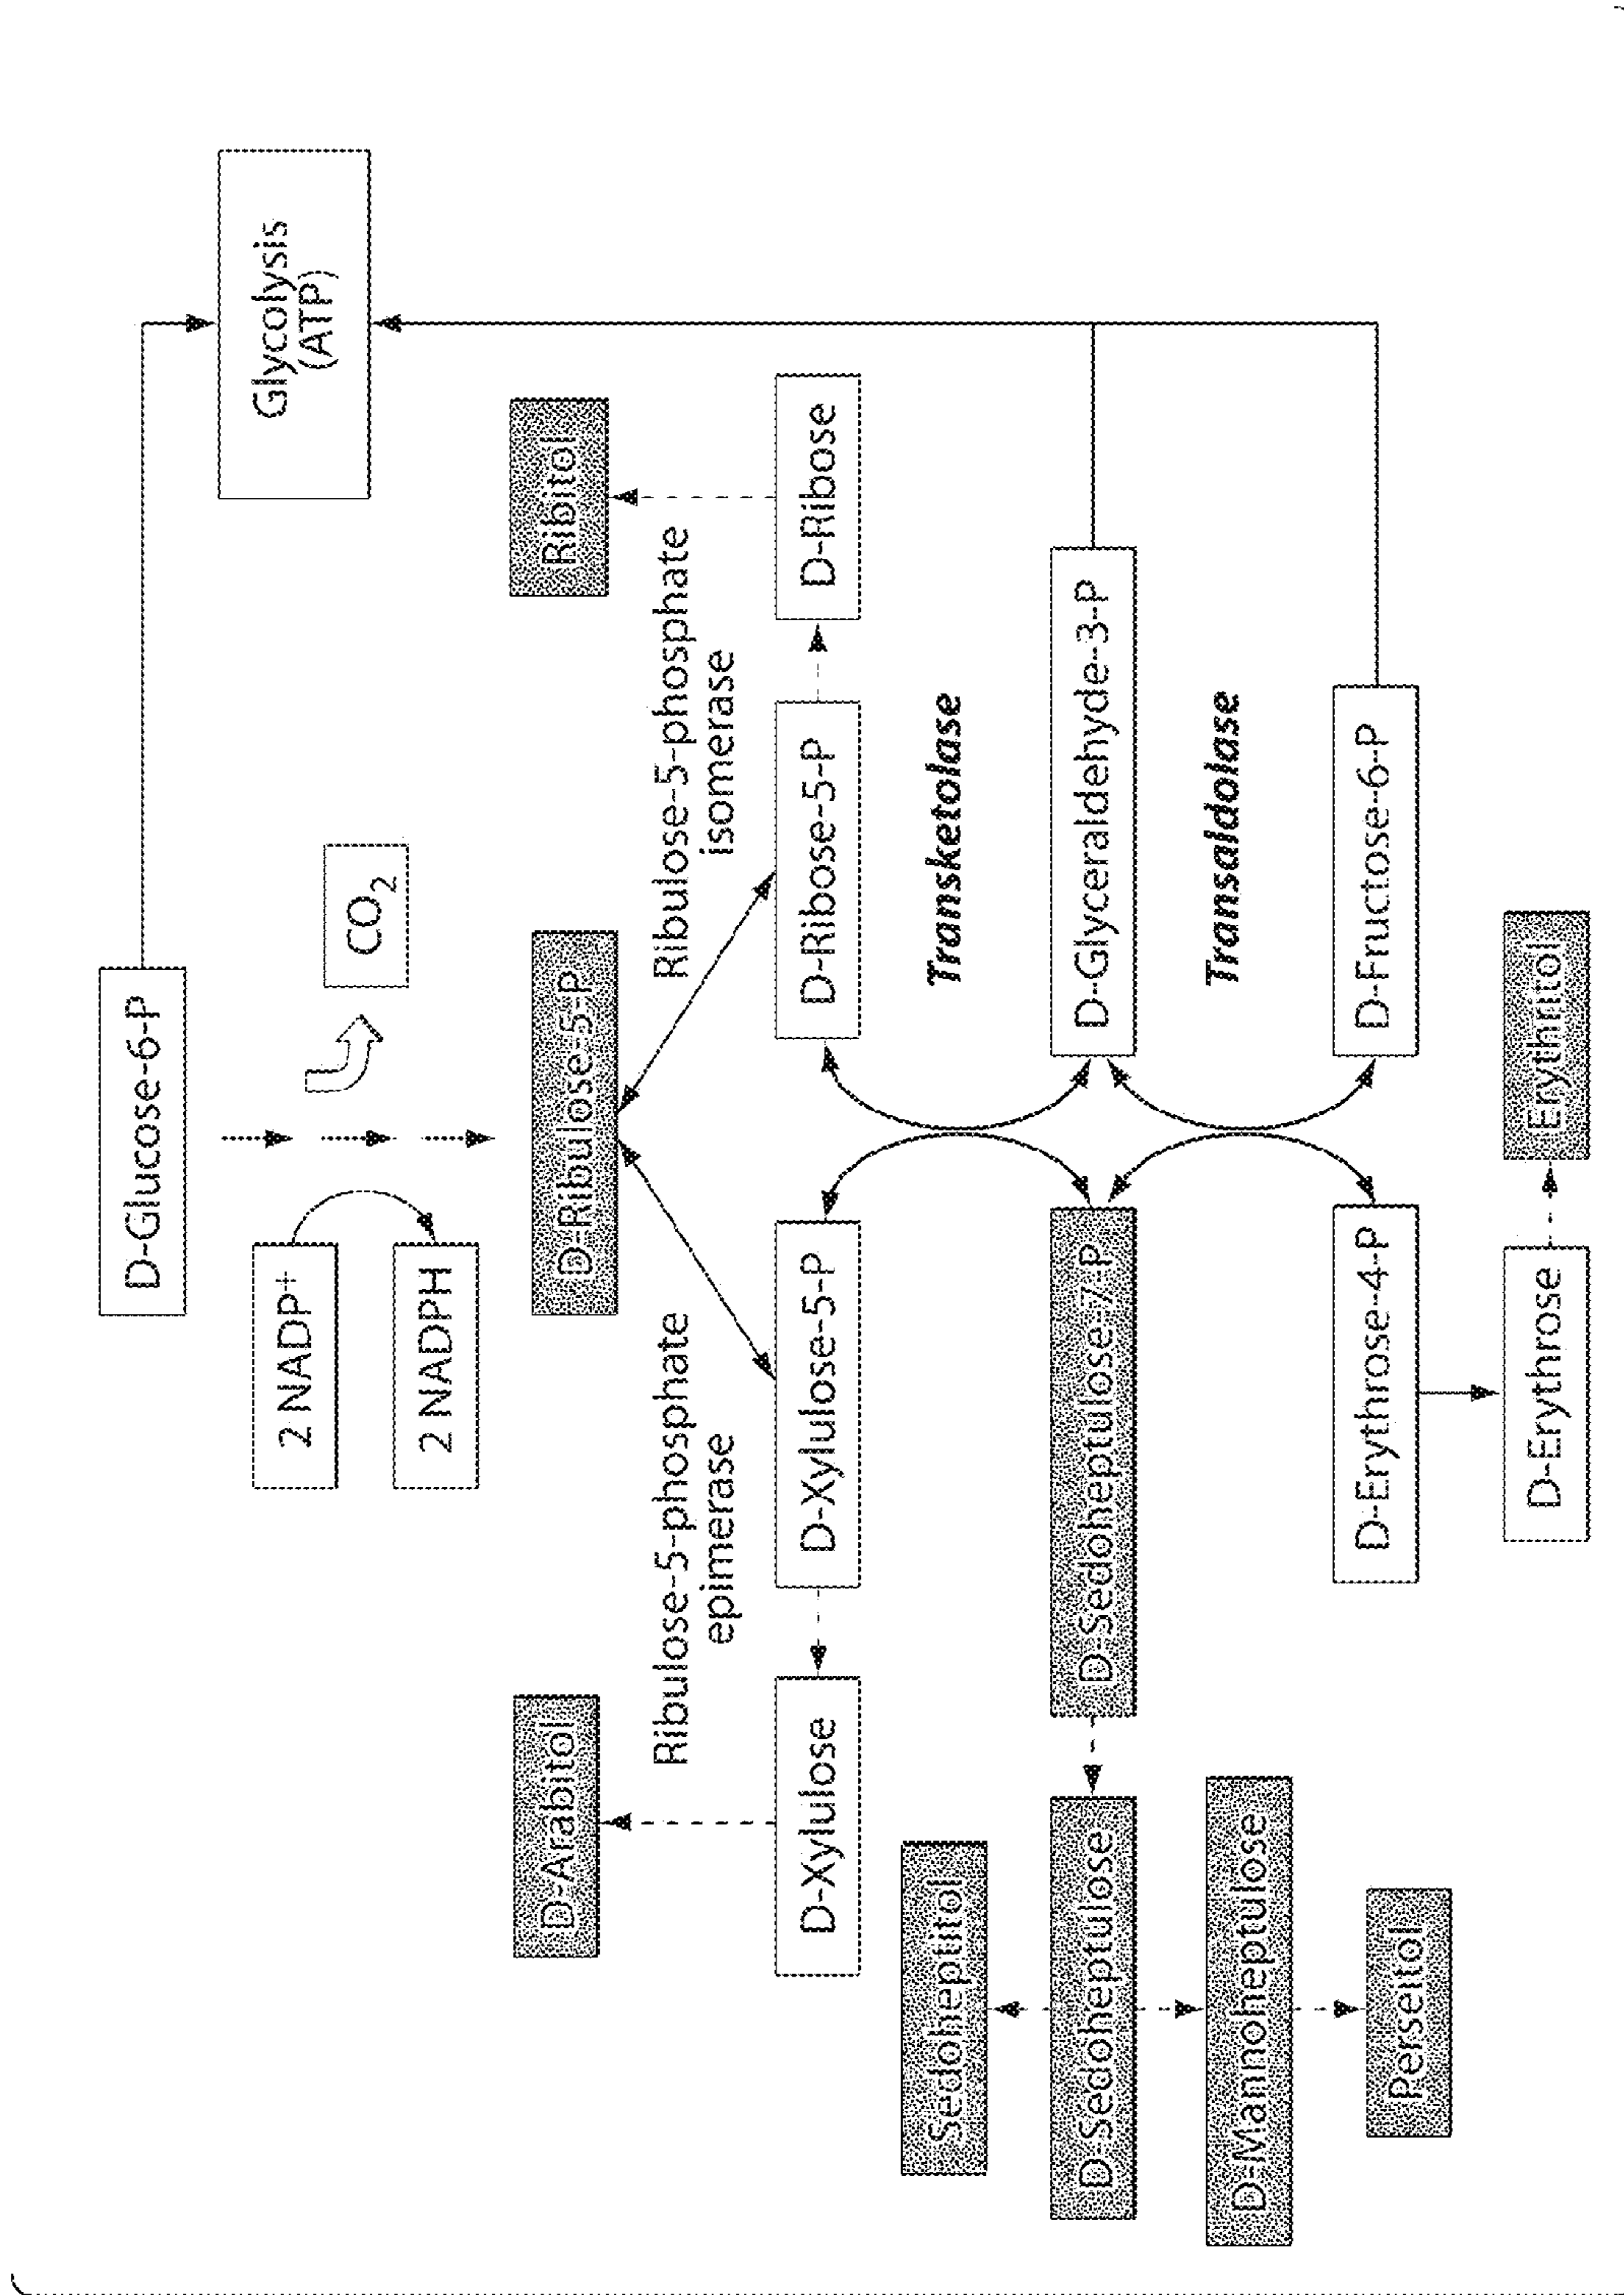 D-Glucose-6-P
Glycolysis
(ATP)
2 NADP+
CO2
2 NADPH
D-Arabitol
D-Ribulose-5-P
Ribitol
Ribulose-5-phosphate
epimerase
Ribulose-5-phosphate
isomerase
D-Xylulose
D-Xylulose-5-P
D-Ribose-5-P
D-Ribose
Sedoheptitol
Transketolase
D-Sedoheptulose
D-Sedoheptulose-7-P
D-Glyceraldehyde-3-P
D-Mannoheptulose
Transaldolase
Perseitol
D-Erythrose-4-P
D-Fructose-6-P
D-Erythrose
Erythritol